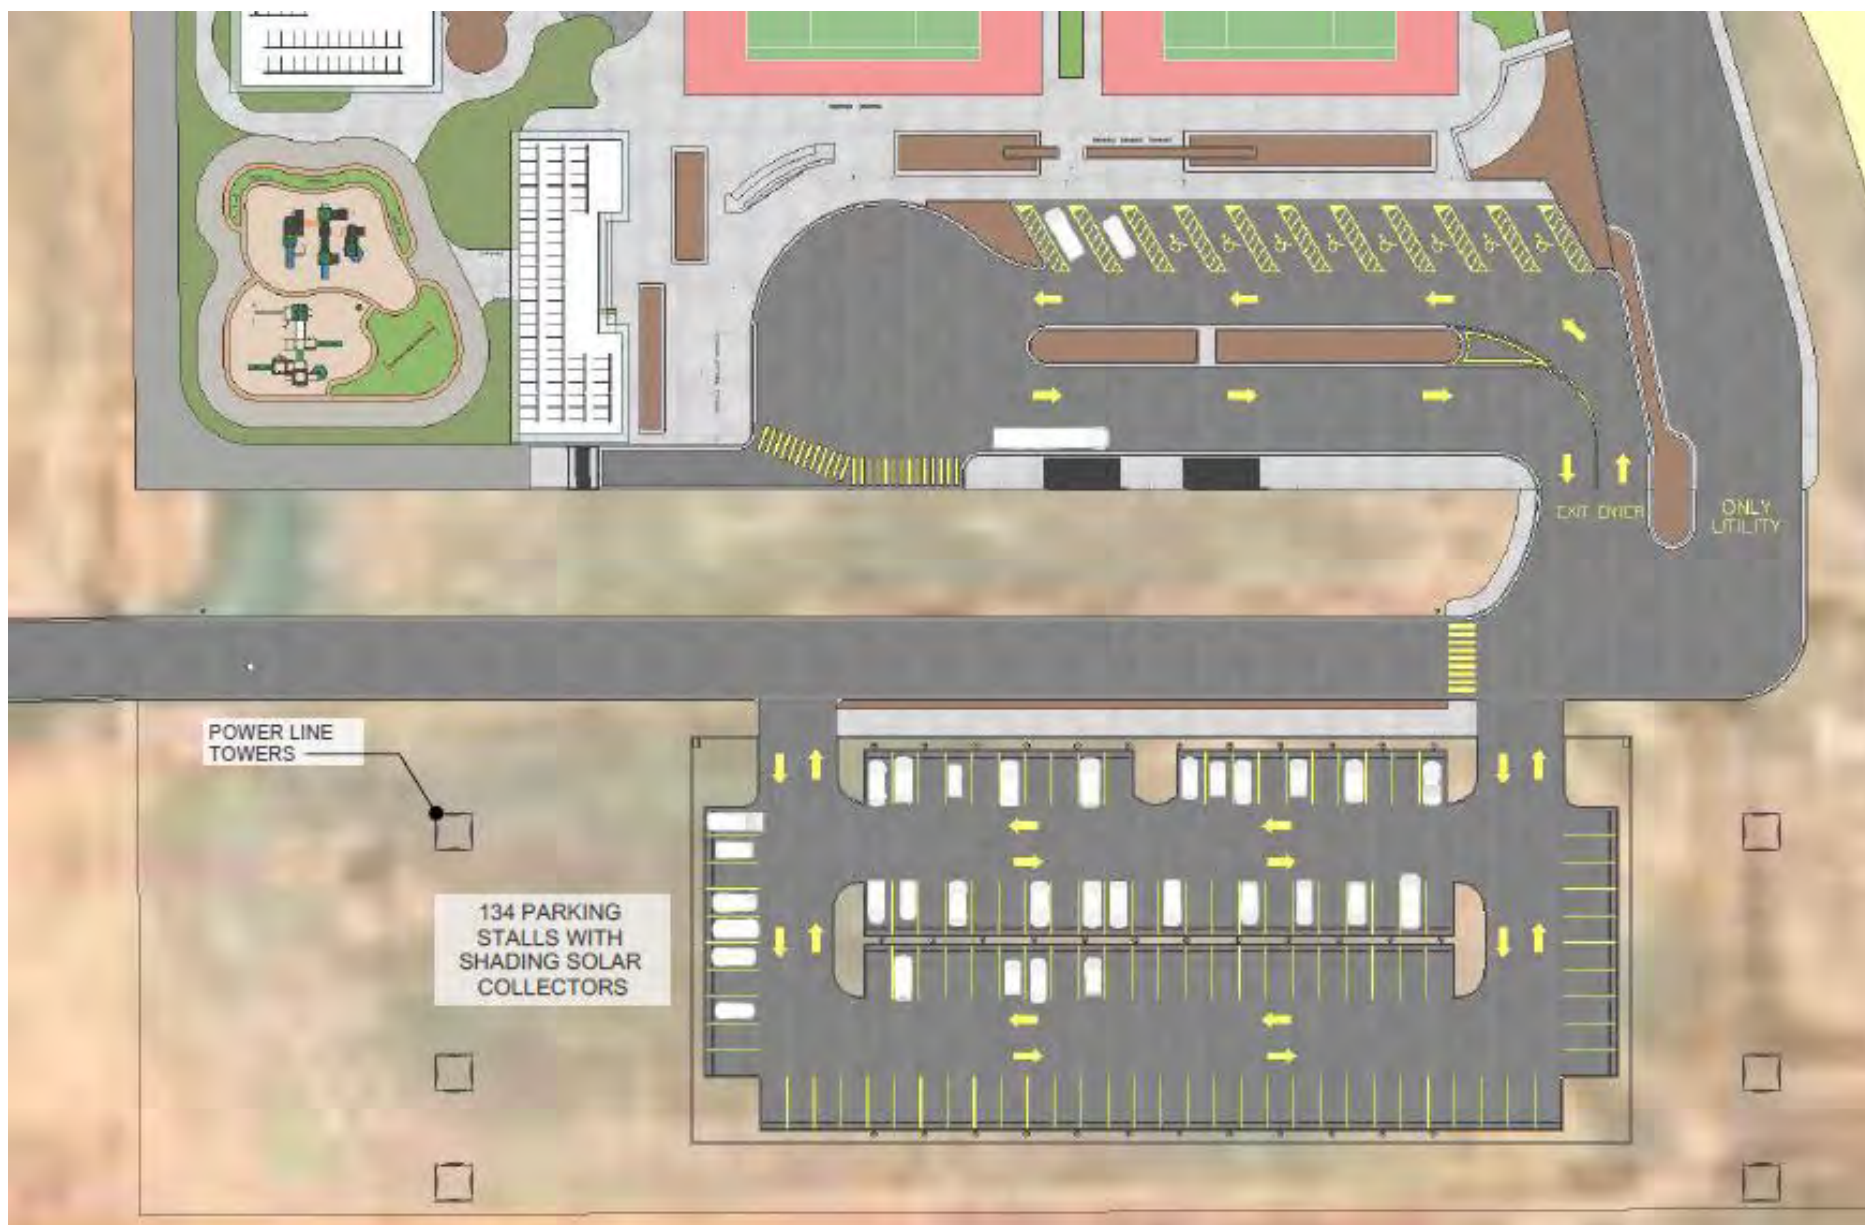 EXIT ENTER
ONLY
UTILITY
POWER LINE
TOWERS
134 PARKING
STALLS WITH
SHADING SOLAR
COLLECTORS